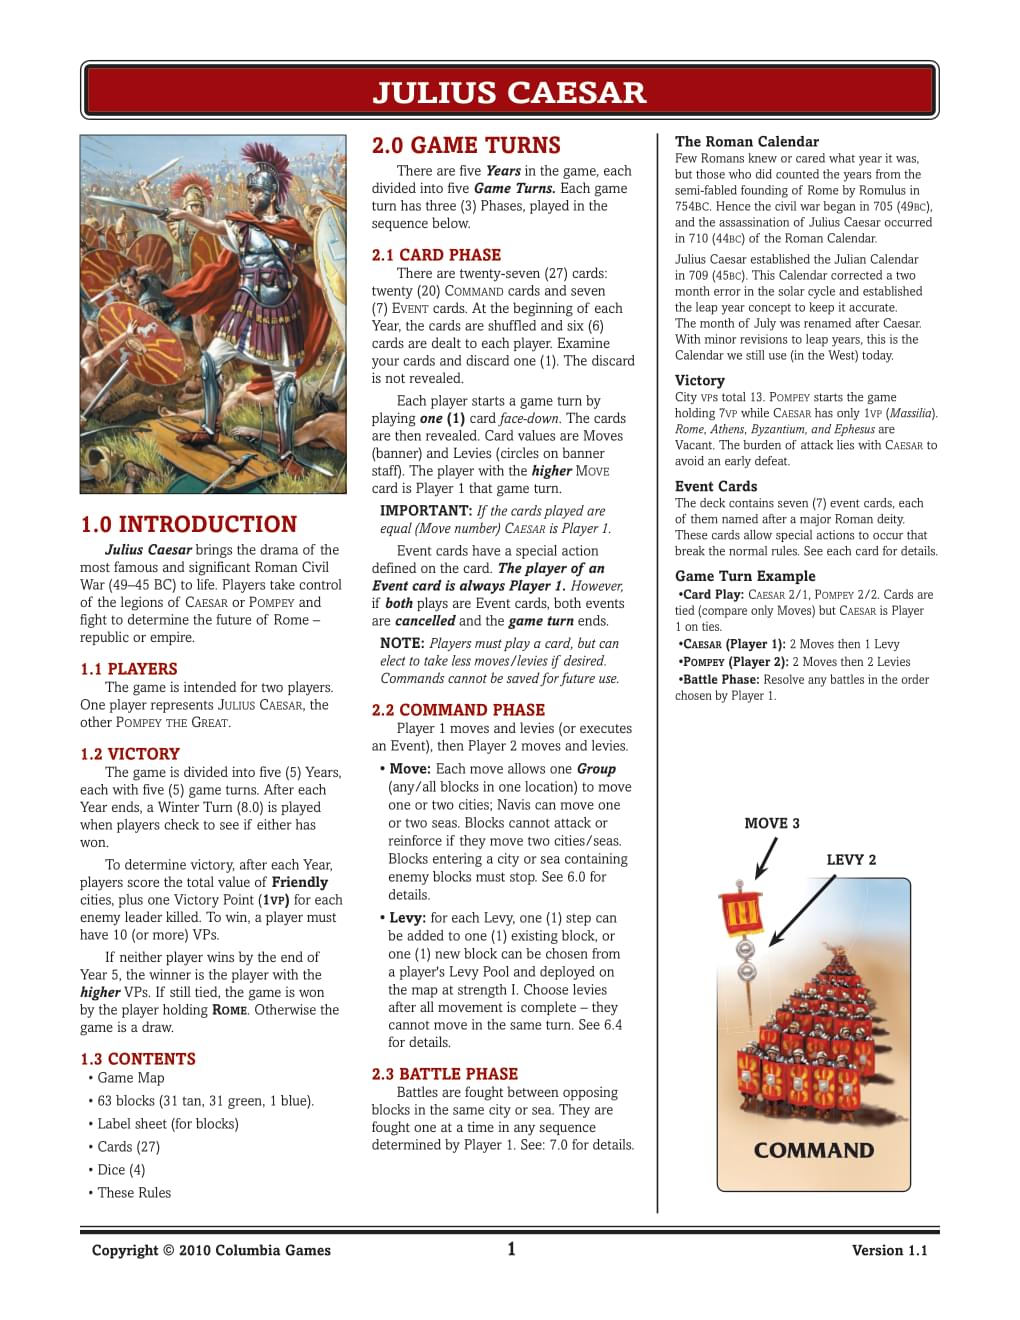 JULIUS CAESAR
1.0 INTRODUCTION
Julius Caesar brings the drama of the
most famous and significant Roman Civil
War (49–45 BC) to life. Players take control
of the legions of CAESAR or POMPEY and
fight to determine the future of Rome –
republic or empire.
1.1 PLAYERS
The game is intended for two players.
One player represents JULIUS CAESAR, the
other POMPEY THE GREAT.
1.2 VICTORY
The game is divided into five (5) Years,
each with five (5) game turns. After each
Year ends, a Winter Turn (8.0) is played
when players check to see if either has
won.
To determine victory, after each Year,
players score the total value of Friendly
cities, plus one Victory Point (1VP) for each
enemy leader killed. To win, a player must
have 10 (or more) VPs.
If neither player wins by the end of
Year 5, the winner is the player with the
higher VPs. If still tied, the game is won
by the player holding ROME. Otherwise the
game is a draw.
1.3 CONTENTS
• Game Map
• 63 blocks (31 tan, 31 green, 1 blue).
• Label sheet (for blocks)
• Cards (27)
• Dice (4)
• These Rules
2.0 GAME TURNS
There are five Years in the game, each
divided into five Game Turns. Each game
turn has three (3) Phases, played in the
sequence below.
2.1 CARD PHASE
There are twenty-seven (27) cards:
twenty (20) COMMAND cards and seven
(7) EVENT cards. At the beginning of each
Year, the cards are shuffled and six (6)
cards are dealt to each player. Examine
your cards and discard one (1). The discard
is not revealed.
Each player starts a game turn by
playing one (1) card face-down. The cards
are then revealed. Card values are Moves
(banner) and Levies (circles on banner
staff). The player with the higher MOVE
card is Player 1 that game turn.
IMPORTANT: If the cards played are
equal (Move number) CAESAR is Player 1.
Event cards have a special action
defined on the card. The player of an
Event card is always Player 1. However,
if both plays are Event cards, both events
are cancelled and the game turn ends.
NOTE: Players must play a card, but can
elect to take less moves/levies if desired.
Commands cannot be saved for future use.
2.2 COMMAND PHASE
Player 1 moves and levies (or executes
an Event), then Player 2 moves and levies.
• Move: Each move allows one Group
(any/all blocks in one location) to move
one or two cities; Navis can move one
or two seas. Blocks cannot attack or
reinforce if they move two cities/seas.
Blocks entering a city or sea containing
enemy blocks must stop. See 6.0 for
details.
• Levy: for each Levy, one (1) step can
be added to one (1) existing block, or
one (1) new block can be chosen from
a player's Levy Pool and deployed on
the map at strength I. Choose levies
after all movement is complete – they
cannot move in the same turn. See 6.4
for details.
2.3 BATTLE PHASE
Battles are fought between opposing
blocks in the same city or sea. They are
fought one at a time in any sequence
determined by Player 1. See: 7.0 for details.
The Roman Calendar
Few Romans knew or cared what year it was,
but those who did counted the years from the
semi-fabled founding of Rome by Romulus in
754BC. Hence the civil war began in 705 (49BC),
and the assassination of Julius Caesar occurred
in 710 (44BC) of the Roman Calendar.
Julius Caesar established the Julian Calendar
in 709 (45BC). This Calendar corrected a two
month error in the solar cycle and established
the leap year concept to keep it accurate.
The month of July was renamed after Caesar.
With minor revisions to leap years, this is the
Calendar we still use (in the West) today.
Victory
City VPs total 13. POMPEY starts the game
holding 7VP while CAESAR has only 1VP (Massilia).
Rome, Athens, Byzantium, and Ephesus are
Vacant. The burden of attack lies with CAESAR to
avoid an early defeat.
Event Cards
The deck contains seven (7) event cards, each
of them named after a major Roman deity.
These cards allow special actions to occur that
break the normal rules. See each card for details.
Game Turn Example
•Card Play: CAESAR 2/1, POMPEY 2/2. Cards are
tied (compare only Moves) but CAESAR is Player
1 on ties.
•CAESAR (Player 1): 2 Moves then 1 Levy
•POMPEY (Player 2): 2 Moves then 2 Levies
•Battle Phase: Resolve any battles in the order
chosen by Player 1.
MOVE 3
LEVY 2
III
COMMAND
Copyright © 2010 Columbia Games
1
Version 1.1